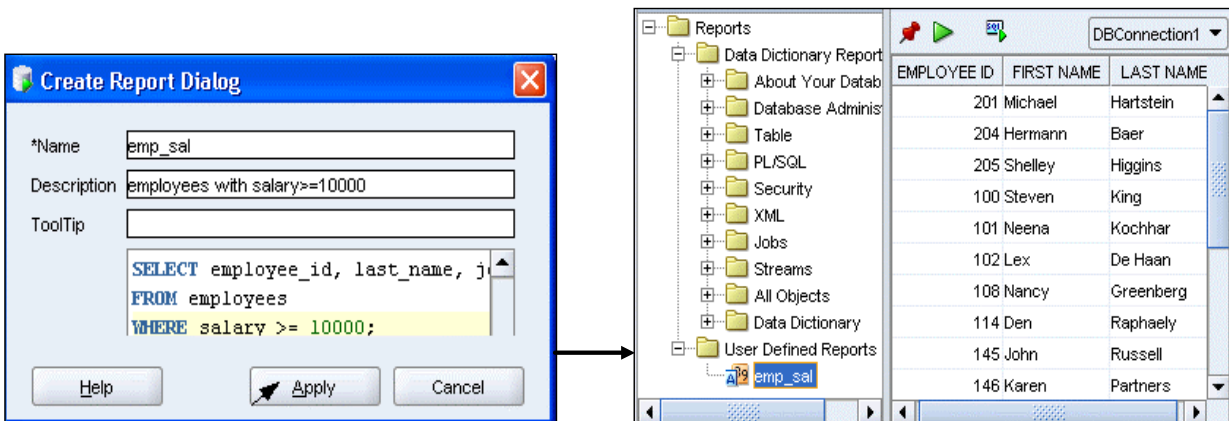 Create Report Dialog
*Name emp_sal
Description employees with salary>=10000
ToolTip
SELECT employee_id, last_name, j
FROM employees
WHERE salary >= 10000;
Help Apply Cancel
Reports
Data Dictionary Report
About Your Datab
Database Adminis
Table
PL/SQL
Security
XML
Jobs
Streams
All Objects
Data Dictionary
User Defined Reports
emp_sal
SQL
DBConnection1
EMPLOYEE ID FIRST NAME LAST NAME
201 Michael Hartstein
204 Hermann Baer
205 Shelley Higgins
100 Steven King
101 Neena Kochhar
102 Lex De Haan
108 Nancy Greenberg
114 Den Raphaely
145 John Russell
146 Karen Partners